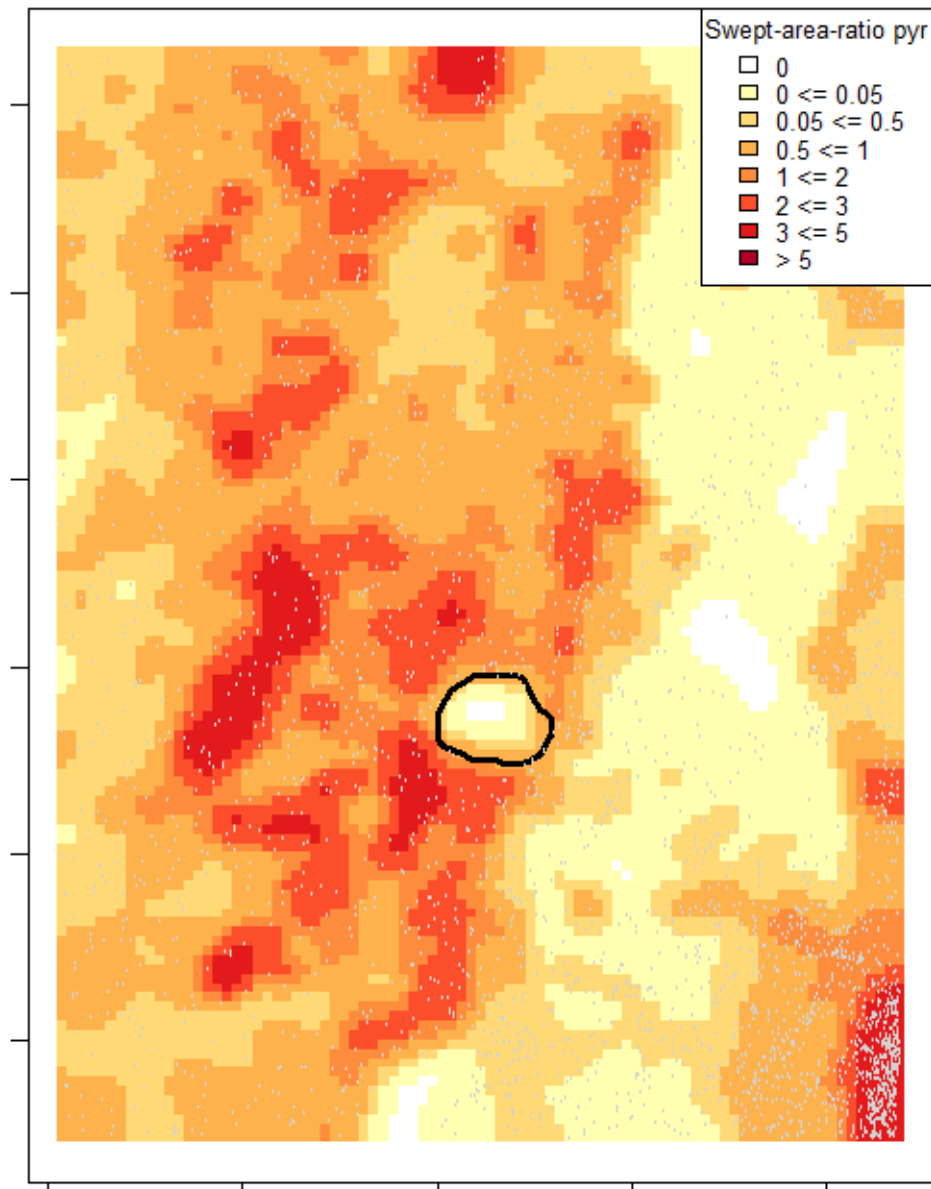 Swept-area-ratio pyr
0
0 <= 0.05
0.05 <= 0.5
0.5 <= 1
1 <= 2
2 <= 3
3 <= 5
> 5